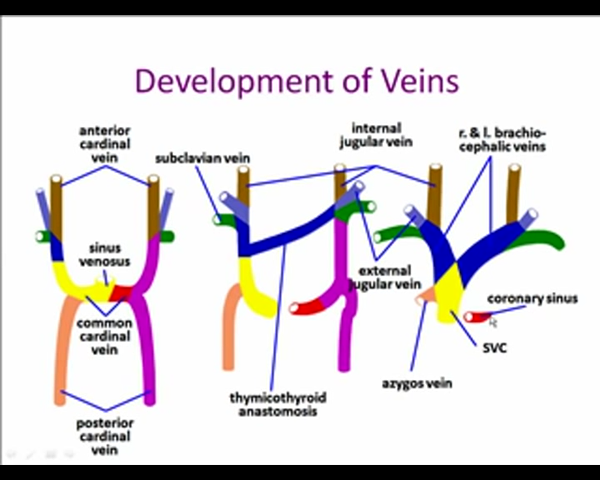 Development of Veins
anterior
cardinal
vein
subclavian vein
internal
jugular vein
r. & l. brachio-
cephalic veins
sinus
venosus
common
cardinal
vein
posterior
cardinal
vein
thymicothyroid
anastomosis
external
jugular vein
azygos vein
coronary sinus
SVC